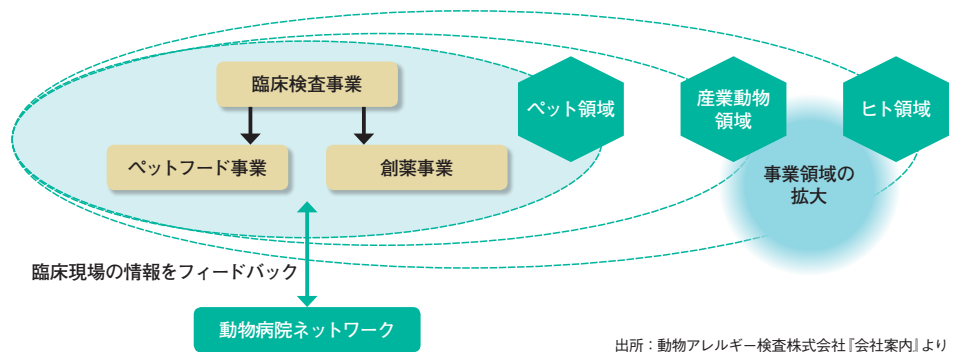 臨床検査事業
ペットフード事業
創薬事業
ペット領域
産業動物
領域
ヒト領域
事業領域の
拡大
臨床現場の情報をフィードバック
動物病院ネットワーク
出所：動物アレルギー検査株式会社『会社案内』より